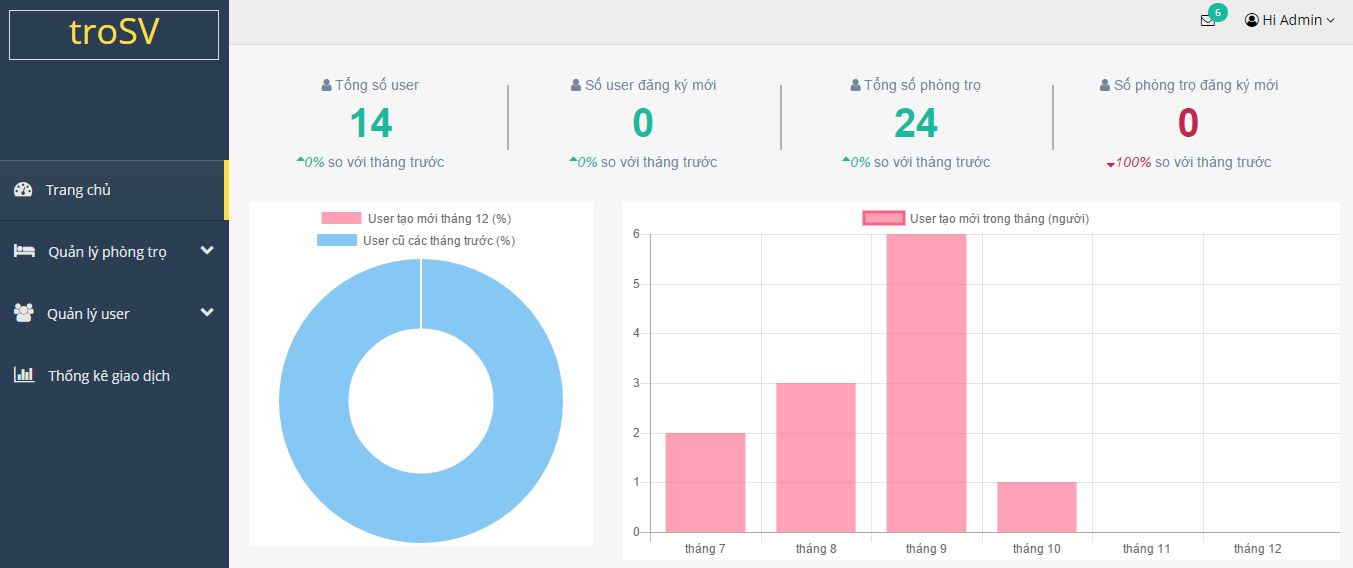 troSV
6
Hi Admin
Trang chủ
Quản lý phòng trọ
Quản lý user
Thống kê giao dịch
Tổng số user
14
0% so với tháng trước
Số user đăng ký mới
0
0% so với tháng trước
Tổng số phòng trọ
24
0% so với tháng trước
Số phòng trọ đăng ký mới
0
100% so với tháng trước
User tạo mới tháng 12 (%)
User cũ các tháng trước (%)
User tạo mới trong tháng (người)
6
5
4
3
2
1
0
tháng 7 tháng 8 tháng 9 tháng 10 tháng 11 tháng 12